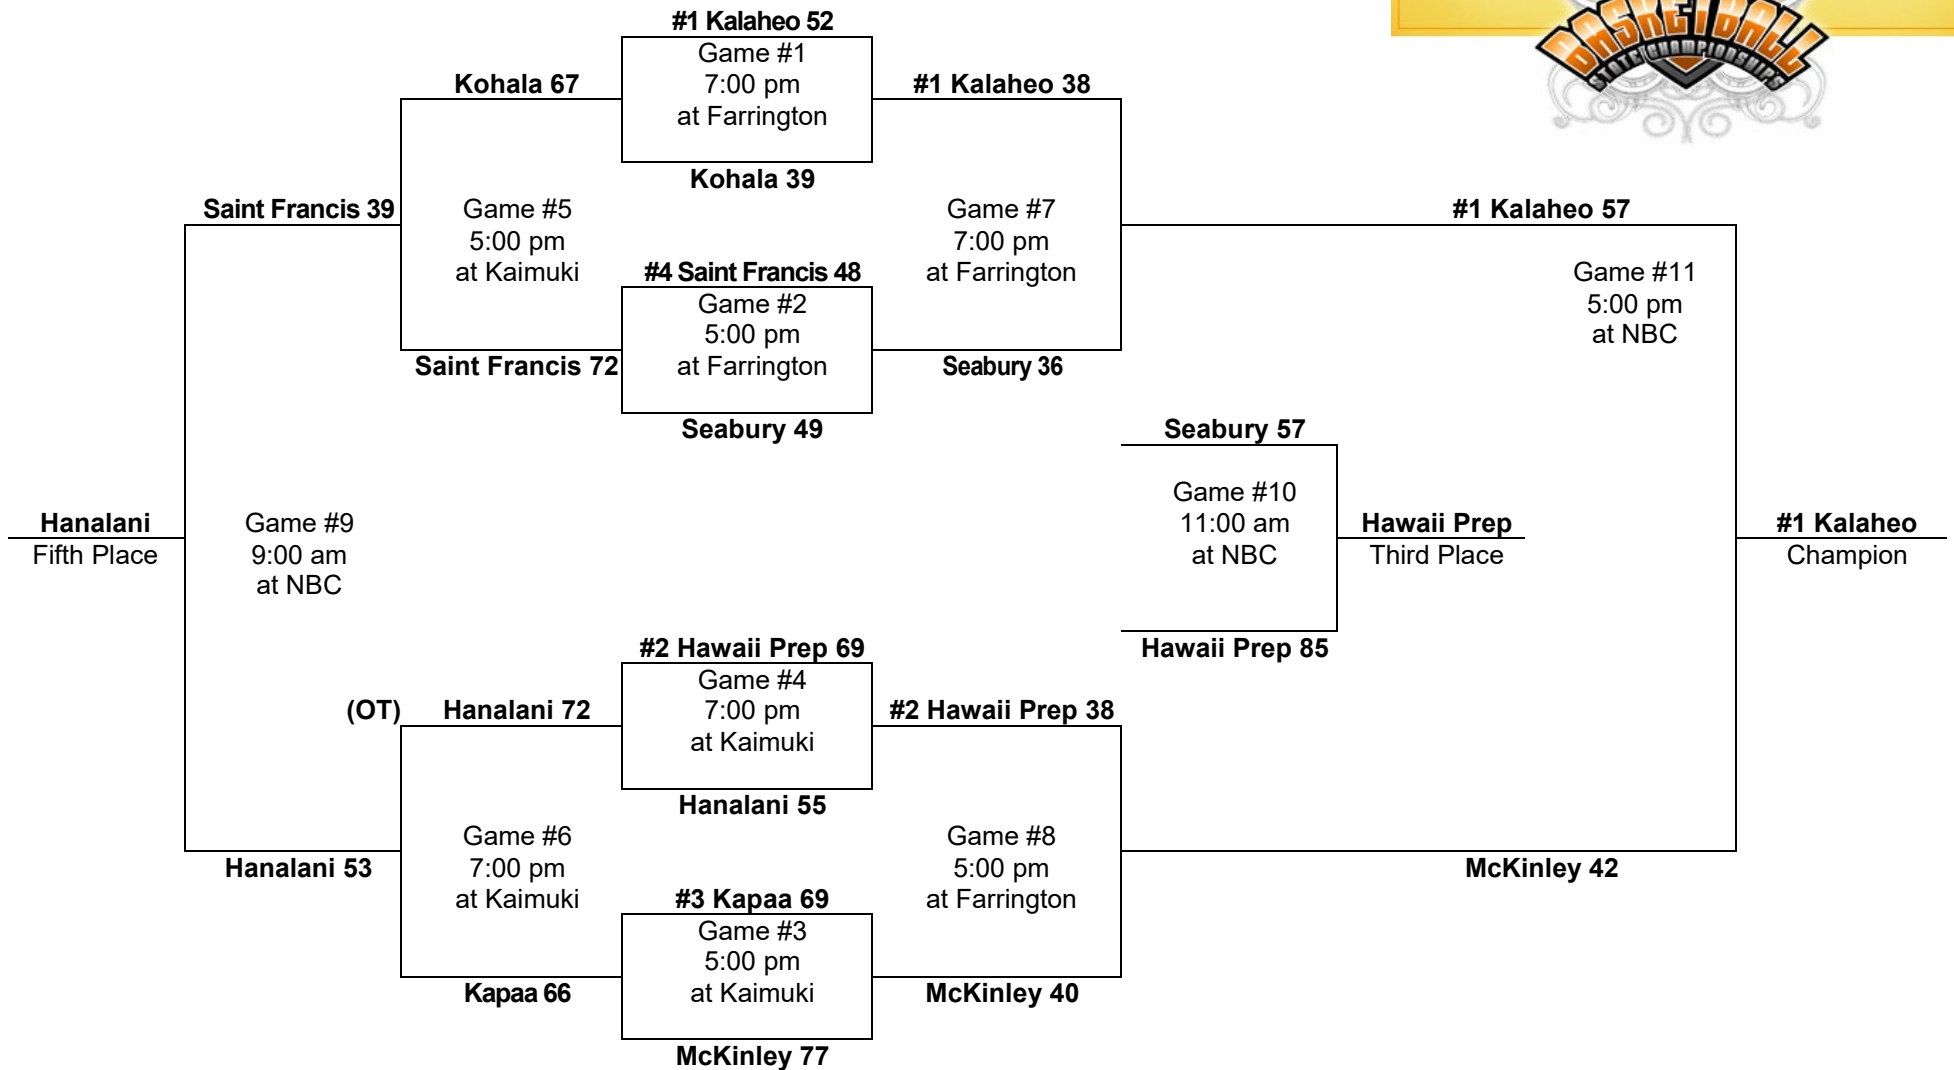 BASKETBALL
STATE CHAMPIONSHIPS
#1 Kalaheo 52
Game #1
7:00 pm
at Farrington
Kohala 39
Kohala 67
#1 Kalaheo 38
Saint Francis 39
Game #5
5:00 pm
at Kaimuki
Game #7
7:00 pm
at Farrington
#1 Kalaheo 57
#4 Saint Francis 48
Game #2
5:00 pm
at Farrington
Seabury 49
Game #11
5:00 pm
at NBC
Saint Francis 72
Seabury 36
Seabury 57
Game #10
11:00 am
at NBC
Hawaii Prep 85
Hanalani
Fifth Place
Game #9
9:00 am
at NBC
Hawaii Prep
Third Place
#1 Kalaheo
Champion
#2 Hawaii Prep 69
Game #4
7:00 pm
at Kaimuki
Hanalani 55
(OT)
Hanalani 72
#2 Hawaii Prep 38
Game #6
7:00 pm
at Kaimuki
Game #8
5:00 pm
at Farrington
Hanalani 53
McKinley 42
#3 Kapaa 69
Game #3
5:00 pm
at Kaimuki
McKinley 77
Kapaa 66
McKinley 40